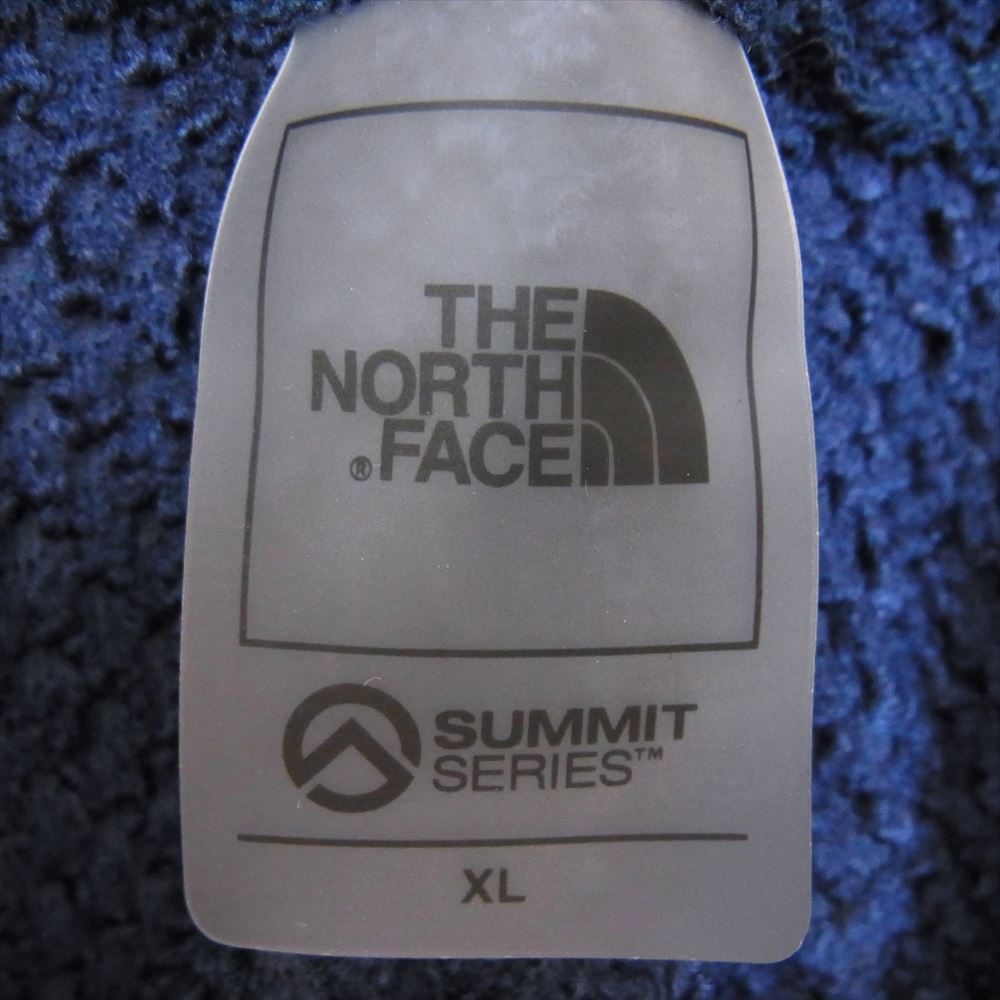 THE
NORTH
®FACE
SUMMIT
SERIES™
XL